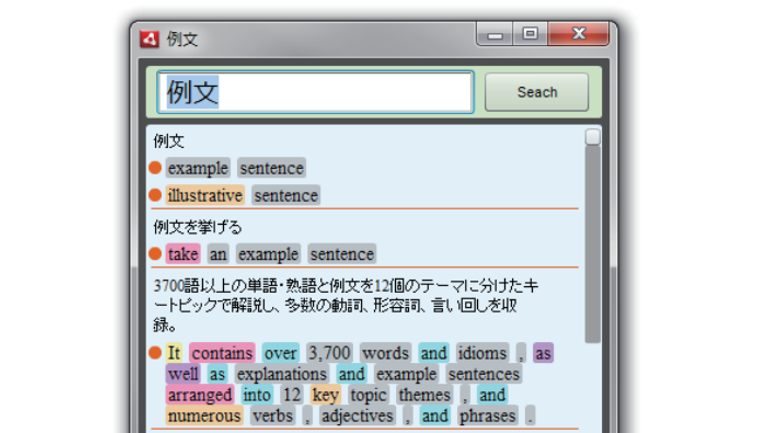 例文
例文
Seach
例文
example sentence
illustrative sentence
例文を挙げる
take an example sentence
3700語以上の単語・熟語と例文を12個のテーマに分けたキ
ートピックで解説し、多数の動詞、形容詞、言い回しを収
録。
It contains over 3,700 words and idioms , as
well as explanations and example sentences
arranged into 12 key topic themes , and
numerous verbs , adjectives , and phrases .